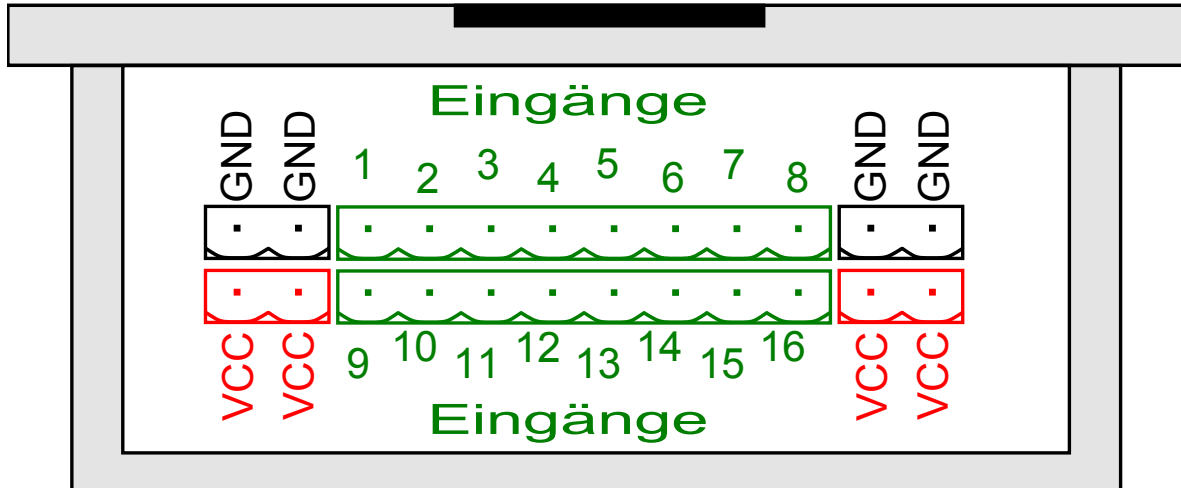 Eingänge
GND GND 1 2 3 4 5 6 7 8 GND GND
VCC VCC 9 10 11 12 13 14 15 16 VCC VCC
Eingänge